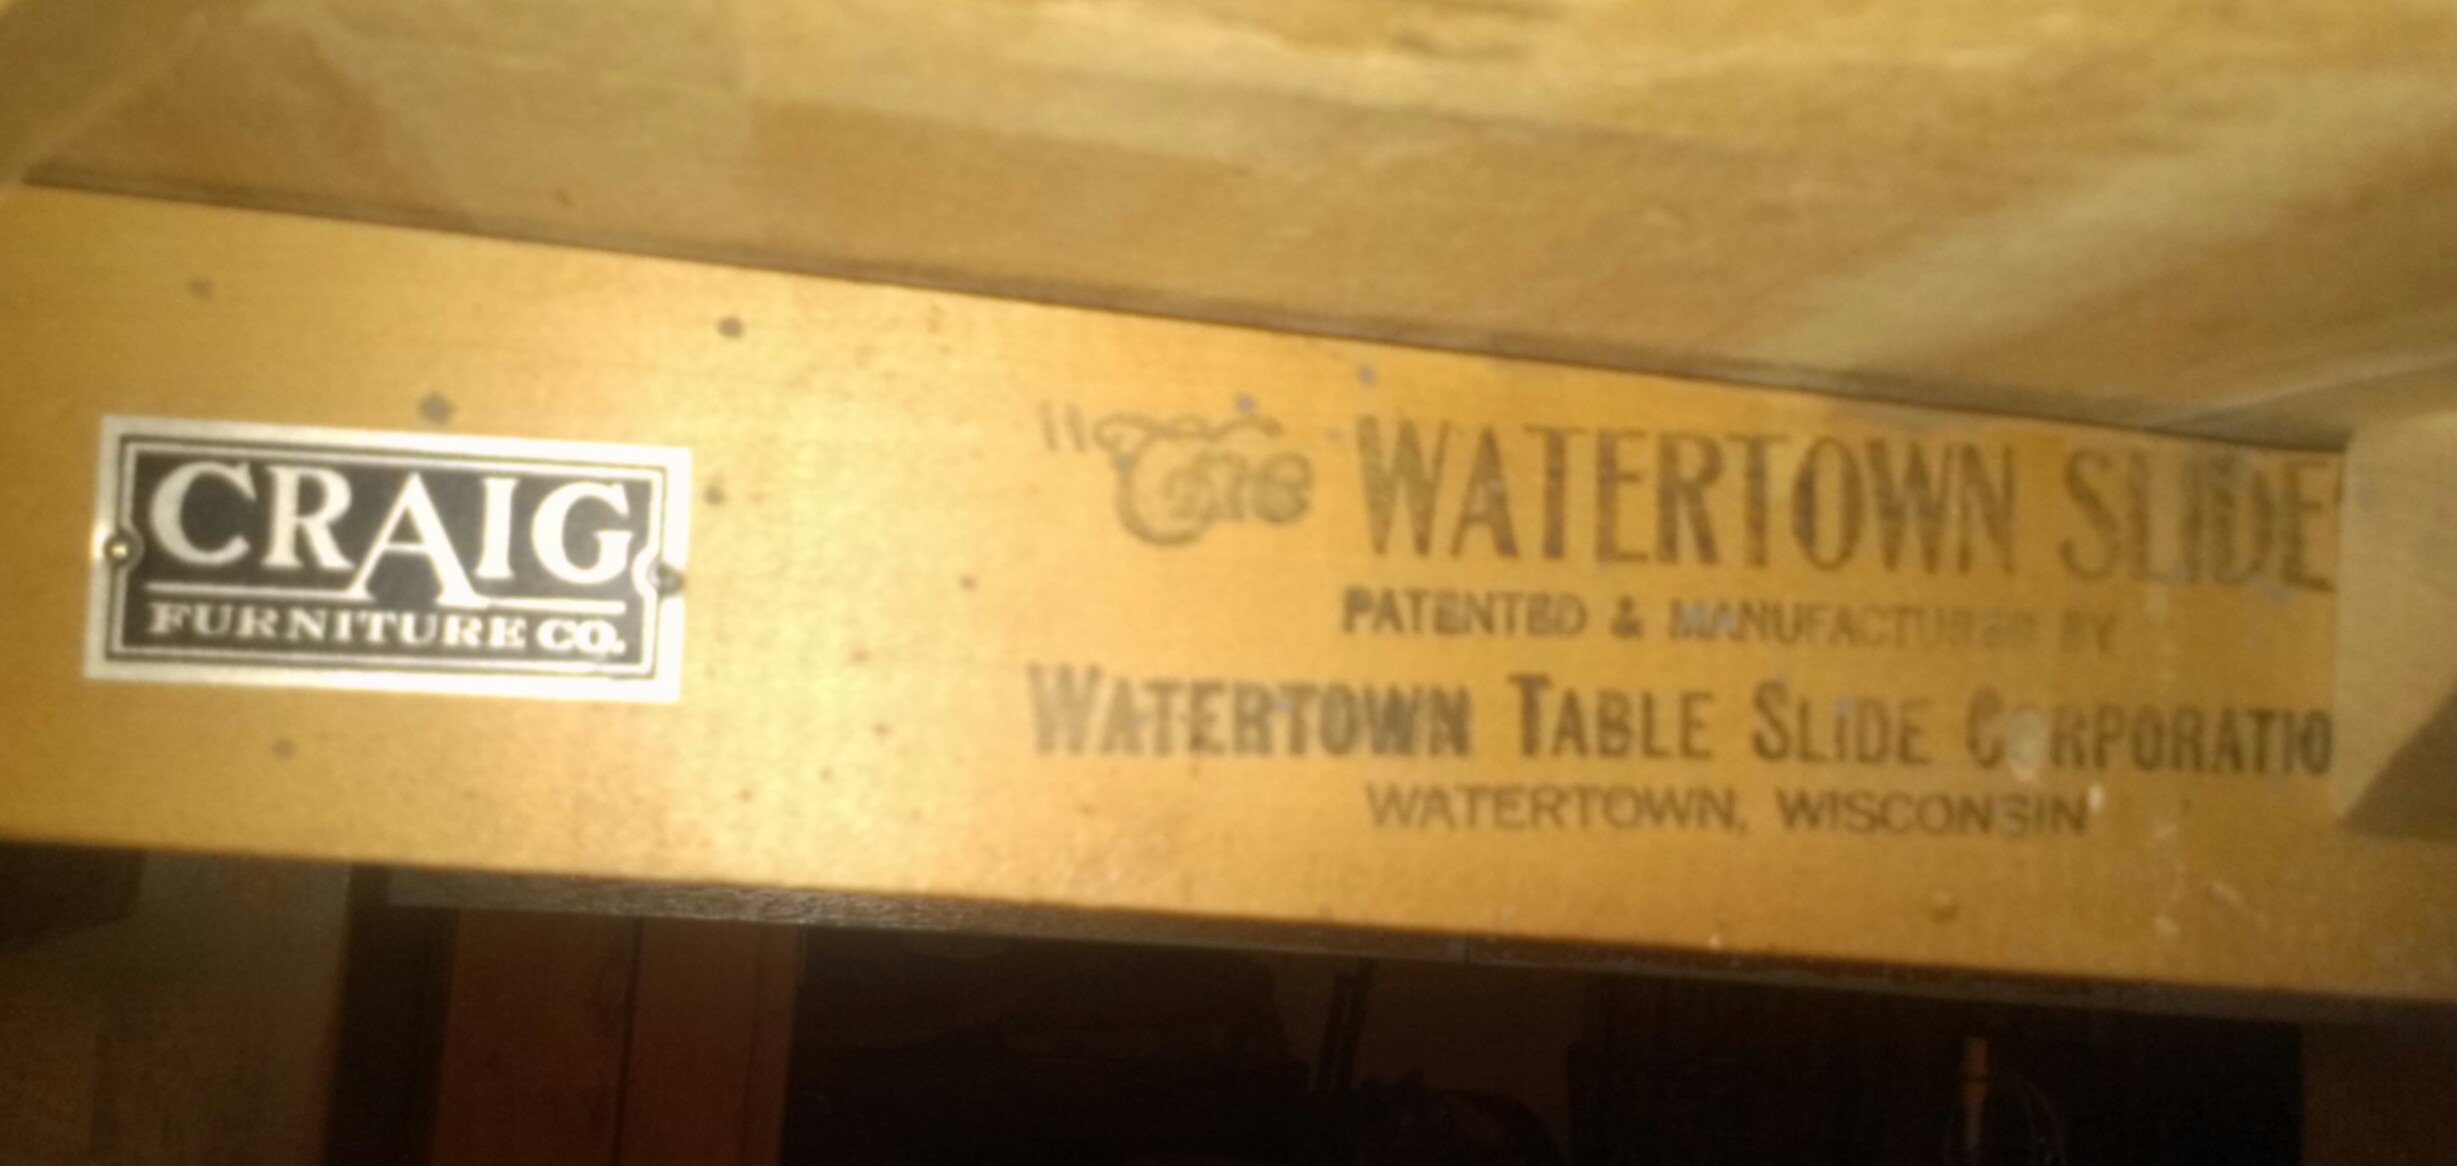 CRAIG
FURNITURE CO.
"The WATERTOWN SLIDE"
PATENTED & MANUFACTURED BY
WATERTOWN TABLE SLIDE CORPORATIO
WATERTOWN, WISCONSIN